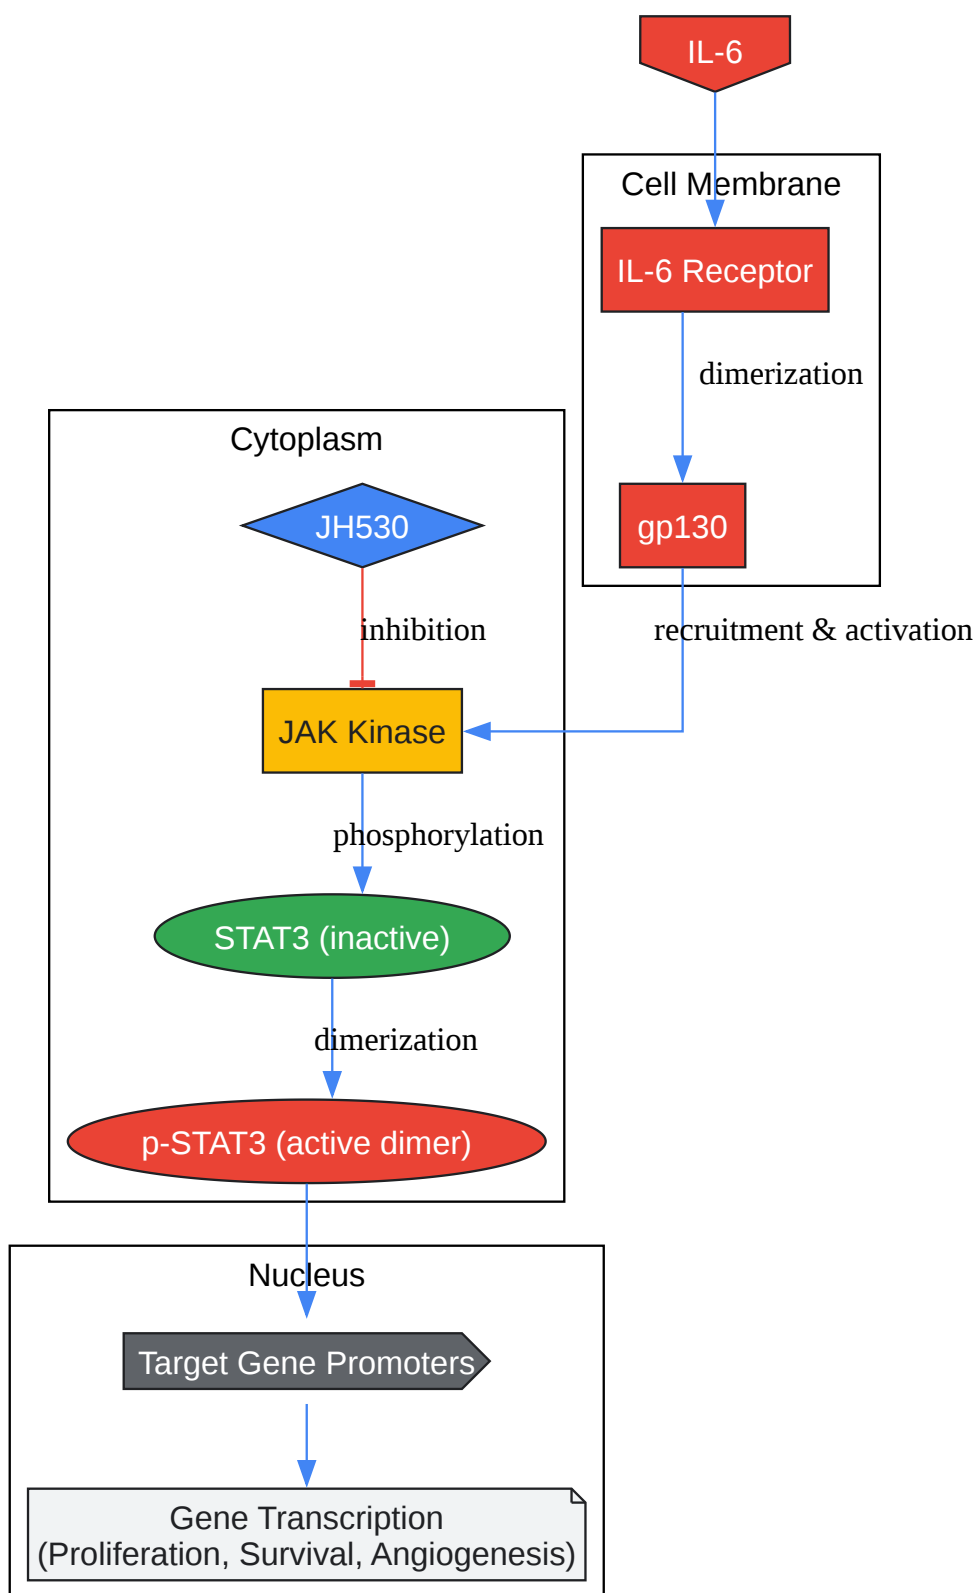 IL-6
Cell Membrane
IL-6 Receptor
dimerization
Cytoplasm
JH530
gp130
inhibition
recruitment & activation
JAK Kinase
phosphorylation
STAT3 (inactive)
dimerization
p-STAT3 (active dimer)
Nucleus
Target Gene Promoters
Gene Transcription
(Proliferation, Survival, Angiogenesis)